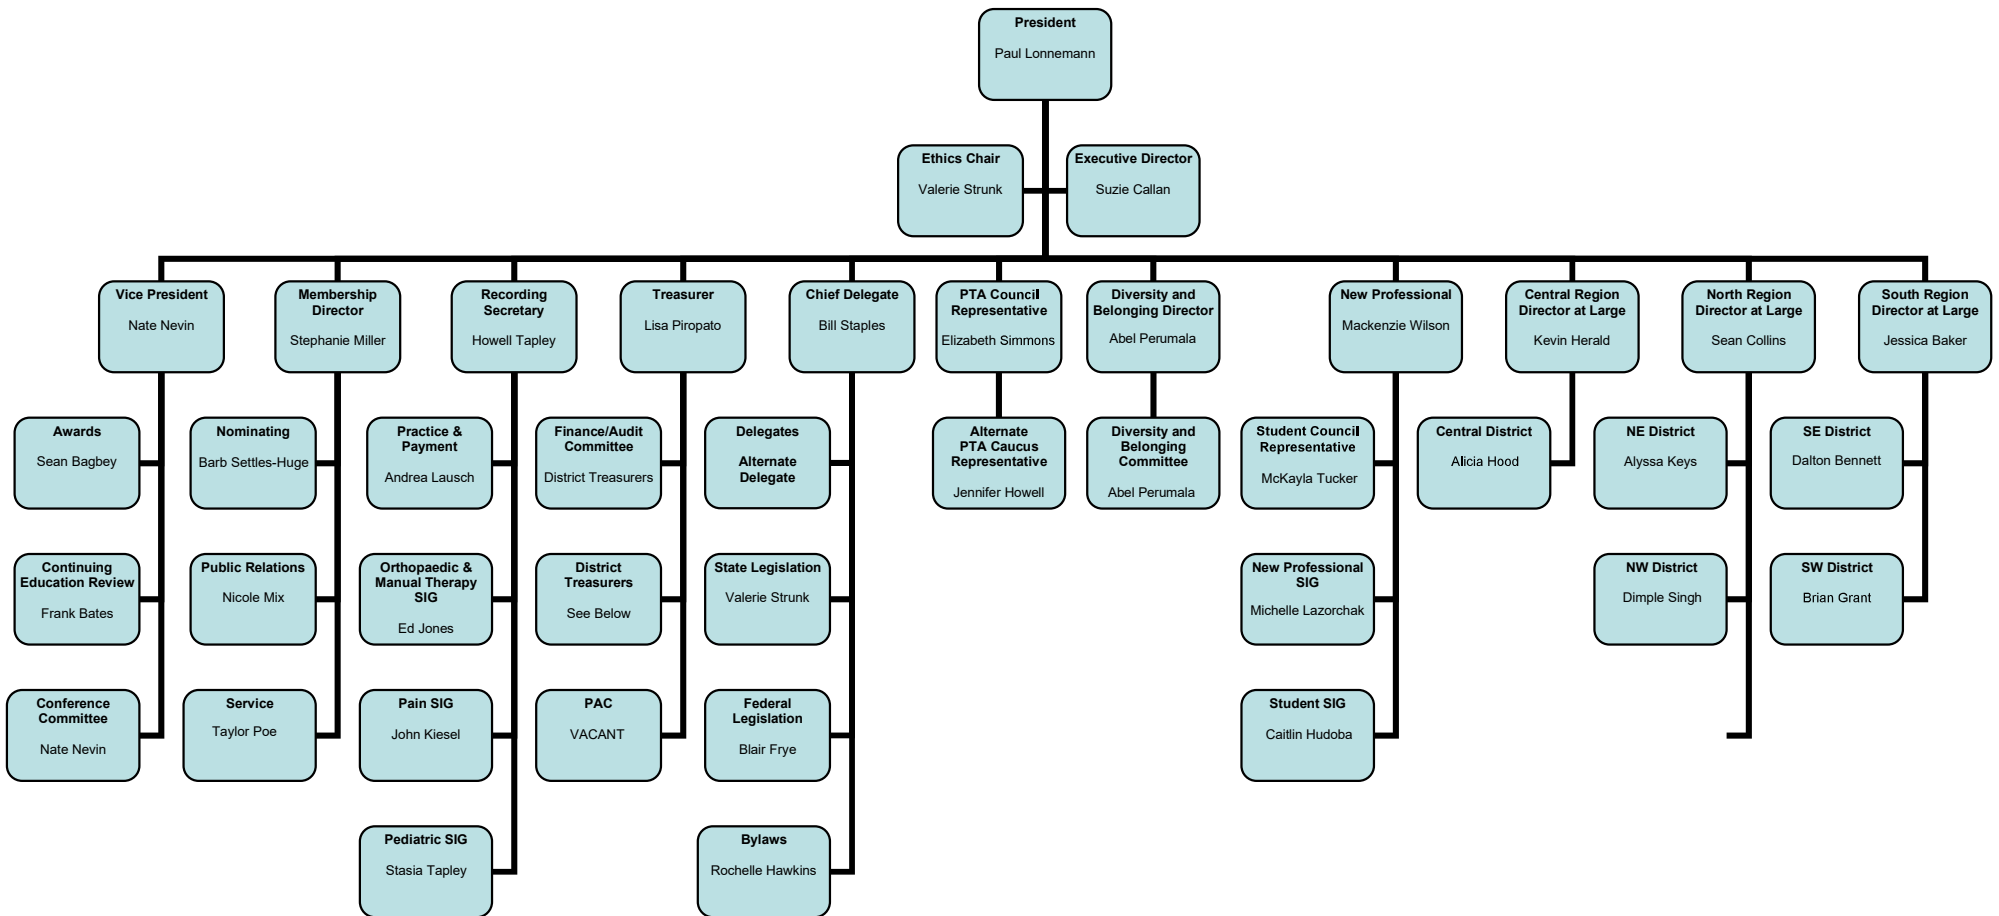 President
Paul Lonnemann
Ethics Chair
Valerie Strunk
Executive Director
Suzie Callan
Vice President
Nate Nevin
Membership
Director
Stephanie Miller
Recording
Secretary
Howell Tapley
Treasurer
Lisa Piropato
Chief Delegate
Bill Staples
PTA Council
Representative
Elizabeth Simmons
Diversity and
Belonging Director
Abel Perumala
New Professional
Mackenzie Wilson
Central Region
Director at Large
Kevin Herald
North Region
Director at Large
Sean Collins
South Region
Director at Large
Jessica Baker
Awards
Sean Bagbey
Nominating
Barb Settles-Huge
Practice &
Payment
Andrea Lausch
Finance/Audit
Committee
District Treasurers
Delegates
Alternate
Delegate
Alternate
PTA Caucus
Representative
Jennifer Howell
Diversity and
Belonging
Committee
Abel Perumala
Student Council
Representative
McKayla Tucker
Central District
Alicia Hood
NE District
Alyssa Keys
SE District
Dalton Bennett
Continuing
Education Review
Frank Bates
Public Relations
Nicole Mix
Orthopaedic &
Manual Therapy
SIG
Ed Jones
District
Treasurers
See Below
State Legislation
Valerie Strunk
New Professional
SIG
Michelle Lazorchak
NW District
Dimple Singh
SW District
Brian Grant
Conference
Committee
Nate Nevin
Service
Taylor Poe
Pain SIG
John Kiesel
PAC
VACANT
Federal
Legislation
Blair Frye
Student SIG
Caitlin Hudoba
Pediatric SIG
Stasia Tapley
Bylaws
Rochelle Hawkins